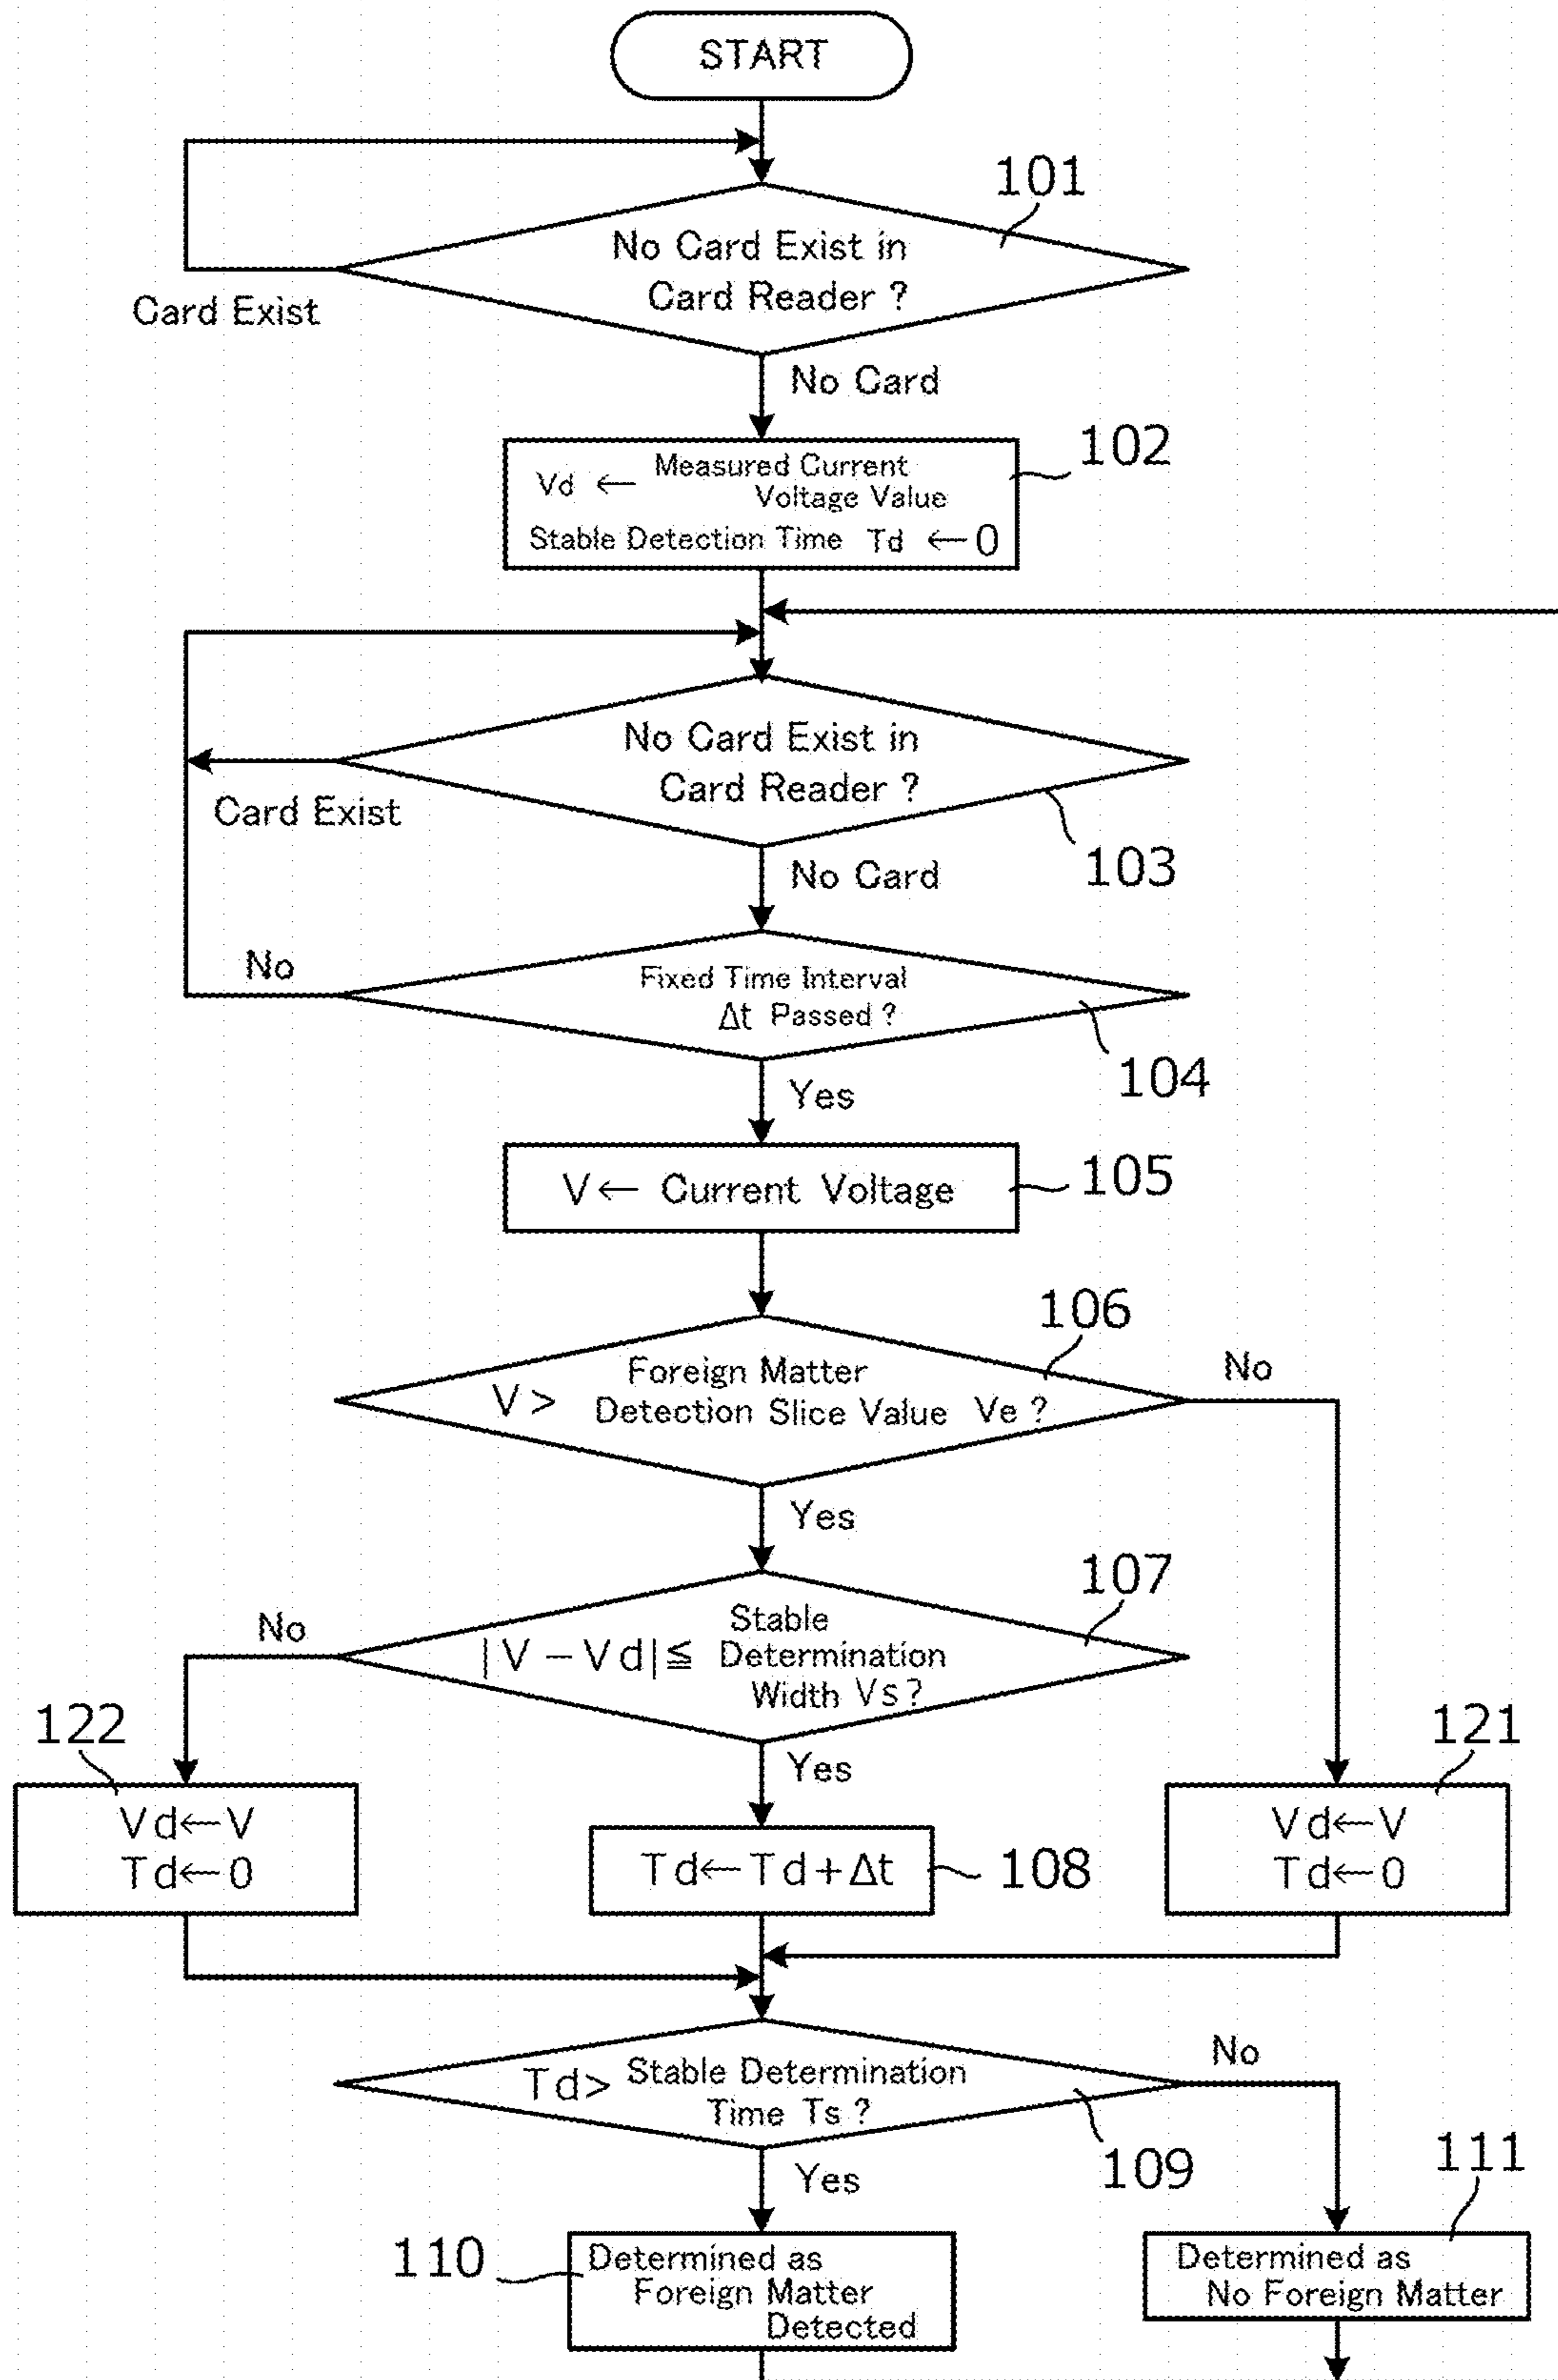 START
101
No Card Exist in
Card Reader ?
Card Exist
No Card
102
Vd ← Measured Current
Voltage Value
Stable Detection Time Td ←0
No Card Exist in
Card Reader ?
Card Exist
103
No Card
No
Fixed Time Interval
Δt Passed ?
104
Yes
V← Current Voltage
105
106
No
Foreign Matter
V> Detection Slice Value Ve ?
Yes
107
No
Stable
|V-Vd|≦ Determination
Width Vs?
122
121
Yes
Vd←V
Td←0
Td←Td+Δt
108
Vd←V
Td←0
No
Td> Stable Determination
Time Ts ?
109
111
Yes
110
Determined as
Foreign Matter
Detected
Determined as
No Foreign Matter